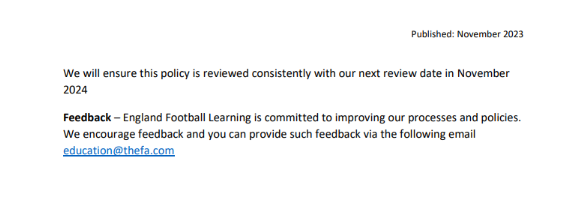 Published: November 2023
We will ensure this policy is reviewed consistently with our next review date in November
2024
Feedback – England Football Learning is committed to improving our processes and policies.
We encourage feedback and you can provide such feedback via the following email
education@thefa.com